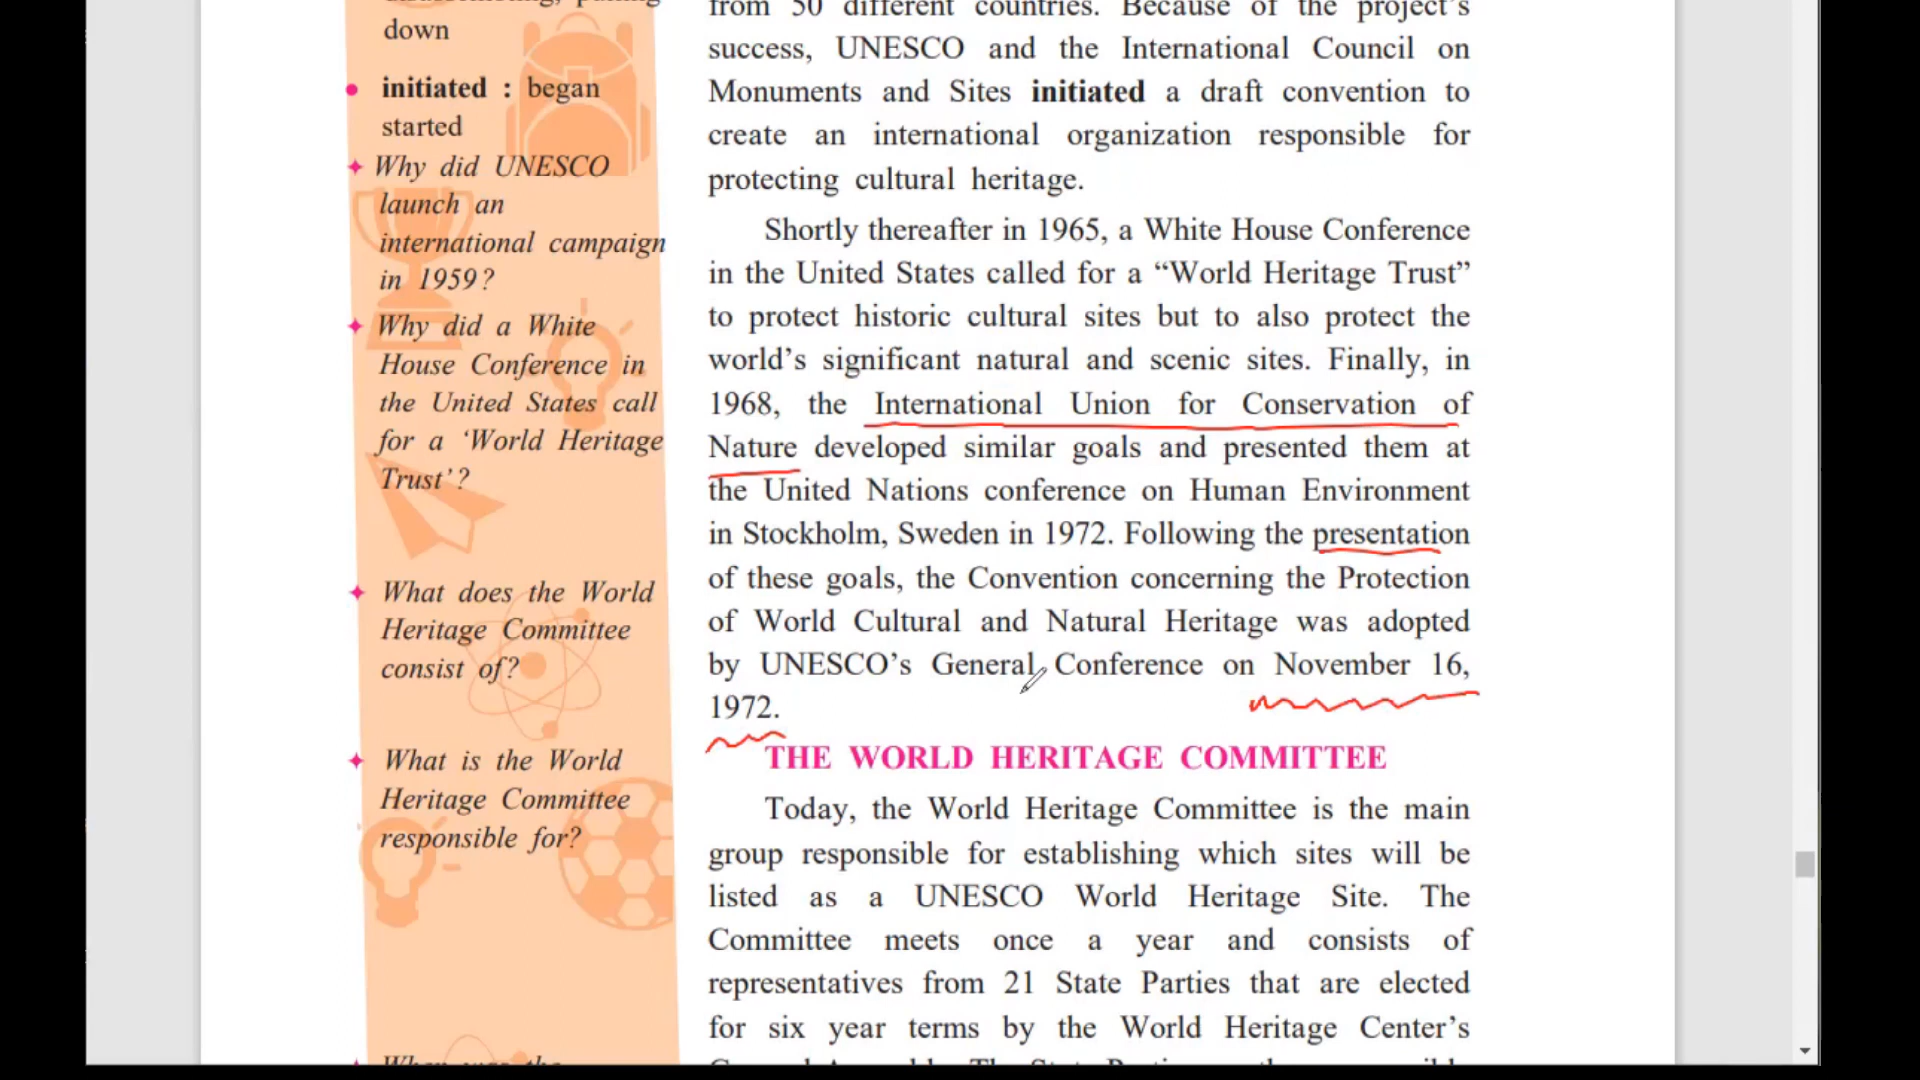 down
initiated : began
started
Why did UNESCO
launch an
international campaign
in 1959?
Why did a White
House Conference in
the United States call
for a ‘World Heritage
Trust’?
What does the World
Heritage Committee
consist of?
What is the World
Heritage Committee
responsible for?
from 50 different countries. Because of the project's
success, UNESCO and the International Council on
Monuments and Sites initiated a draft convention to
create an international organization responsible for
protecting cultural heritage.
Shortly thereafter in 1965, a White House Conference
in the United States called for a “World Heritage Trust”
to protect historic cultural sites but to also protect the
world’s significant natural and scenic sites. Finally, in
1968, the International Union for Conservation of
Nature developed similar goals and presented them at
the United Nations conference on Human Environment
in Stockholm, Sweden in 1972. Following the presentation
of these goals, the Convention concerning the Protection
of World Cultural and Natural Heritage was adopted
by UNESCO’s General Conference on November 16,
1972.
THE WORLD HERITAGE COMMITTEE
Today, the World Heritage Committee is the main
group responsible for establishing which sites will be
listed as a UNESCO World Heritage Site. The
Committee meets once a year and consists of
representatives from 21 State Parties that are elected
for six year terms by the World Heritage Center’s